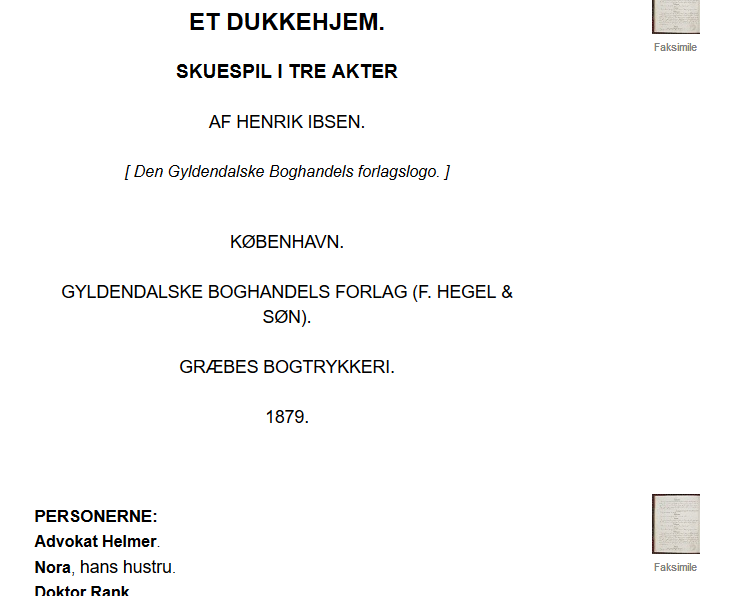 ET DUKKEHJEM.
Faksimile
SKUESPIL I TRE AKTER
AF HENRIK IBSEN.
[ Den Gyldendalske Boghandels forlagslogo. ]
KØBENHAVN.
GYLDENDALSKE BOGHANDELS FORLAG (F. HEGEL &
SØN).
GRÆBES BOGTRYKKERI.
1879.
PERSONERNE:
Advokat Helmer.
Nora, hans hustru.
Faksimile
Doktor Rank